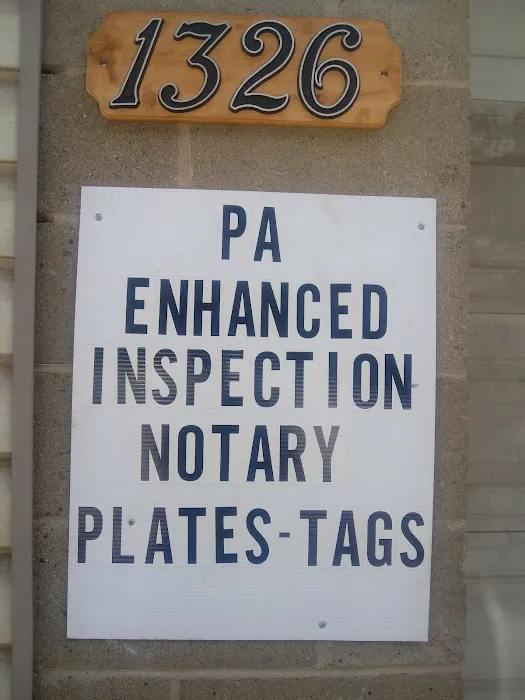 1326
PA
ENHANCED
INSPECTION
NOTARY
PLATES-TAGS